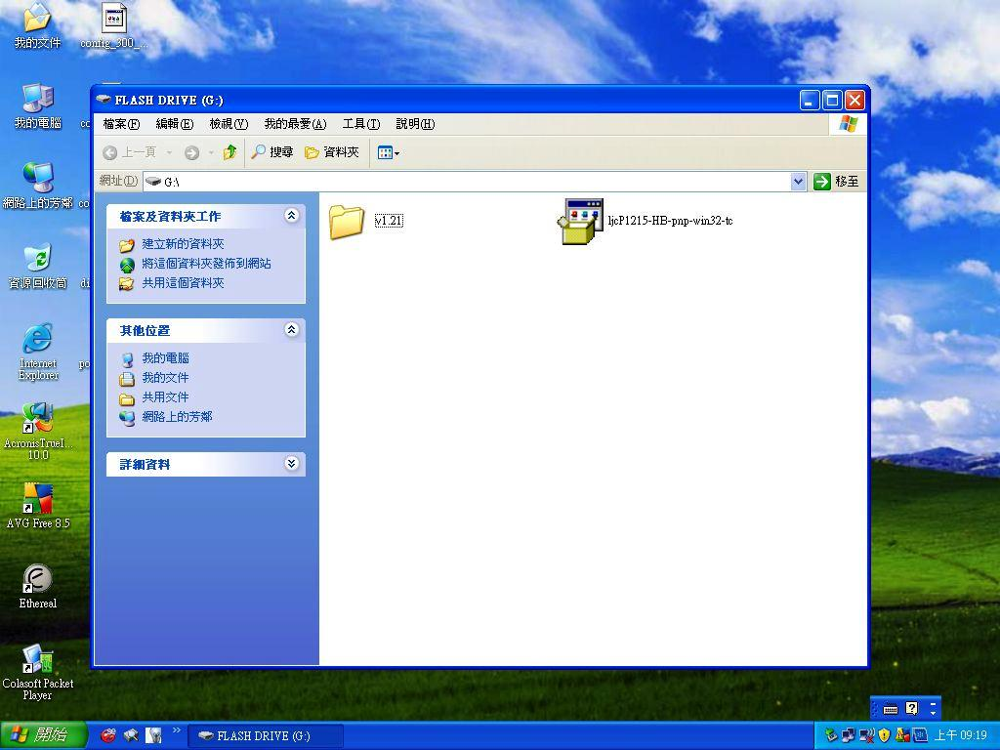 我的文件
config_300_...
我的電腦
co
網路上的芳鄰
co
資源回收筒
di
Internet
Explorer
po
AcronisTrueI...
10.0
AVG Free 8.5
Ethereal
Colasoft Packet
Player
FLASH DRIVE (G:)
檔案(F) 編輯(E) 檢視(V) 我的最愛(A) 工具(T) 說明(H)
上一頁 搜尋 資料夾
網址(D) G:\ 移至
檔案及資料夾工作
建立新的資料夾
將這個資料夾發佈到網站
共用這個資料夾
其他位置
我的電腦
我的文件
共用文件
網路上的芳鄰
詳細資料
v1.21
ljcP1215-HB-pnp-win32-tc
開始
FLASH DRIVE (G:)
上午 09:19